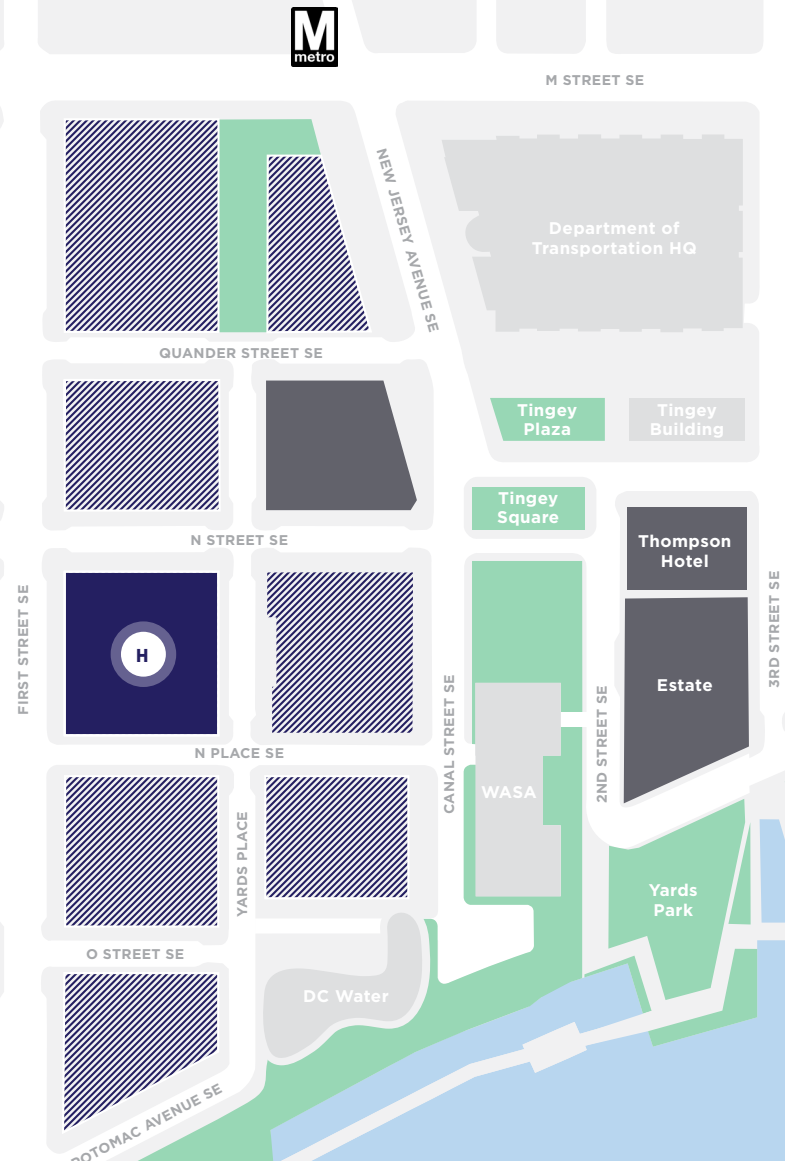 M
metro
M STREET SE
NEW JERSEY AVENUE SE
Department of
Transportation HQ
QUANDER STREET SE
Tingey
Plaza
Tingey
Building
Tingey
Square
N STREET SE
Thompson
Hotel
FIRST STREET SE
3RD STREET SE
H
Estate
CANAL STREET SE
2ND STREET SE
N PLACE SE
WASA
YARDS PLACE
Yards
Park
O STREET SE
DC Water
POTOMAC AVENUE SE